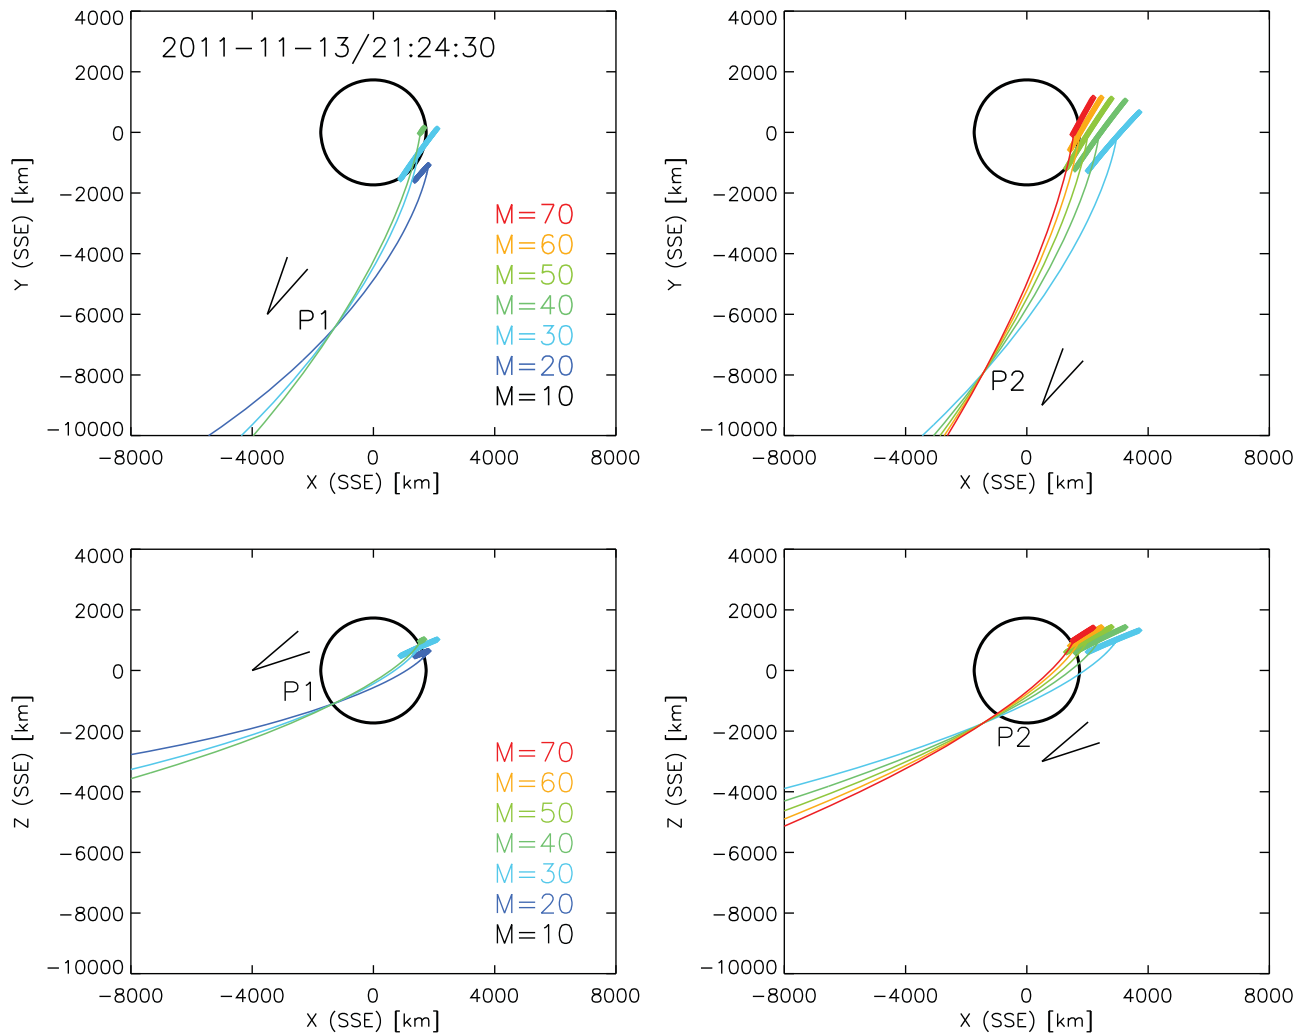 4000
2000
0
−2000
−4000
−6000
−8000
−10000
Y (SSE) [km]
2011−11−13/21:24:30
P1
M=70
M=60
M=50
M=40
M=30
M=20
M=10
−8000 −4000 0 4000 8000
X (SSE) [km]
4000
2000
0
−2000
−4000
−6000
−8000
−10000
Y (SSE) [km]
P2
−8000 −4000 0 4000 8000
X (SSE) [km]
4000
2000
0
−2000
−4000
−6000
−8000
−10000
Z (SSE) [km]
P1
M=70
M=60
M=50
M=40
M=30
M=20
M=10
−8000 −4000 0 4000 8000
X (SSE) [km]
4000
2000
0
−2000
−4000
−6000
−8000
−10000
Z (SSE) [km]
P2
−8000 −4000 0 4000 8000
X (SSE) [km]